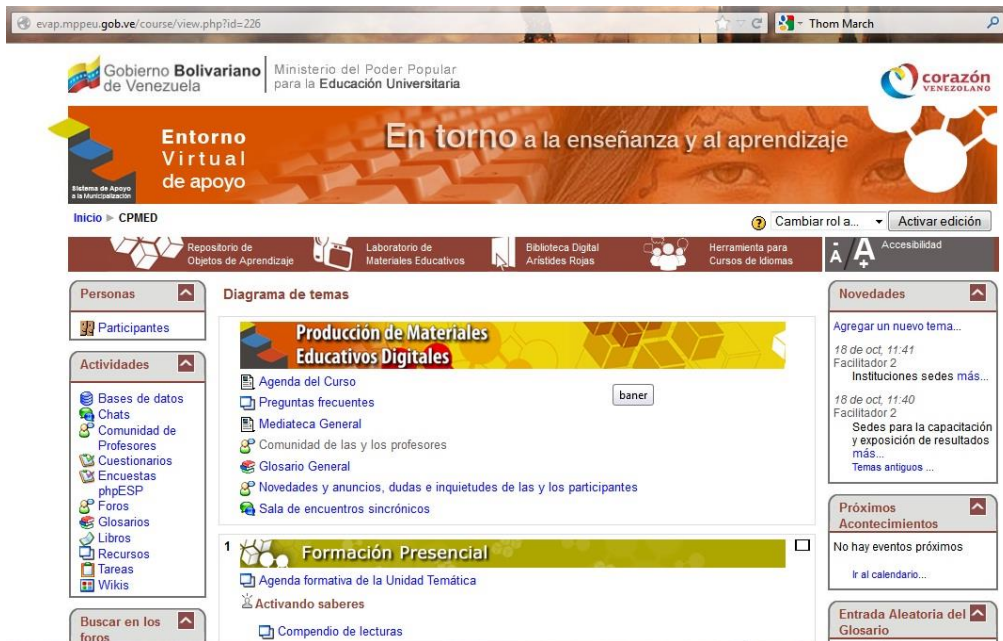 evap.mppeu.gob.ve/course/view.php?id=226
Thom March
Gobierno Bolivariano
de Venezuela
Ministerio del Poder Popular
para la Educación Universitaria
corazón
VENEZOLANO
Entorno
Virtual
de apoyo
Sistema de Apoyo
a la Municipalización
En torno a la enseñanza y al aprendizaje
Inicio ► CPMED
Cambiar rol a...
Activar edición
Repositorio de
Objetos de Aprendizaje
Laboratorio de
Materiales Educativos
Biblioteca Digital
Arístides Rojas
Herramienta para
Cursos de Idiomas
A/A
Accesibilidad
Personas
Participantes
Actividades
Bases de datos
Chats
Comunidad de
Profesores
Cuestionarios
Encuestas
phpESP
Foros
Glosarios
Libros
Recursos
Tareas
Wikis
Buscar en los
foros
Diagrama de temas
Producción de Materiales
Educativos Digitales
Agenda del Curso
Preguntas frecuentes
baner
Mediateca General
Comunidad de las y los profesores
Glosario General
Novedades y anuncios, dudas e inquietudes de las y los participantes
Sala de encuentros sincrónicos
1
Formación Presencial
Agenda formativa de la Unidad Temática
Activando saberes
Compendio de lecturas
Novedades
Agregar un nuevo tema...
18 de oct, 11:41
Facilitador 2
Instituciones sedes más...
18 de oct, 11:40
Facilitador 2
Sedes para la capacitación
y exposición de resultados
más...
Temas antiguos ...
Próximos
Acontecimientos
No hay eventos próximos
Ir al calendario...
Entrada Aleatoria del
Glosario